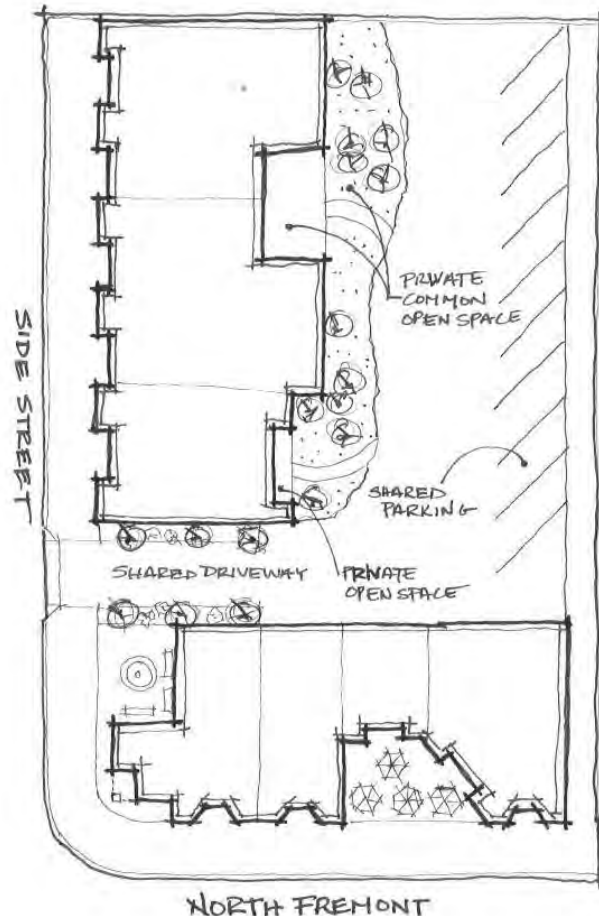 PRIVATE
COMMON
OPEN SPACE
SIDE STREET
SHARED
PARKING
SHARED DRIVEWAY
PRIVATE
OPEN SPACE
NORTH FREMONT